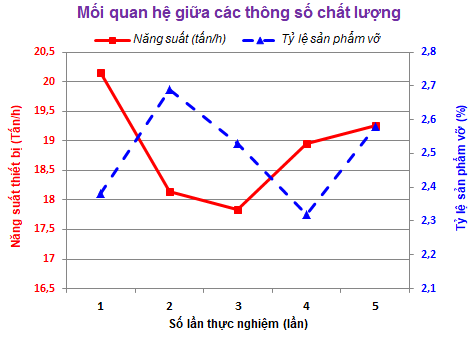 Mối quan hệ giữa các thông số chất lượng
Năng suất (tấn/h) Tỷ lệ sản phẩm vỡ
20,5
20
19,5
19
18,5
18
17,5
17
16,5
Năng suất thiết bị (Tấn/h)
2,8
2,7
2,6
2,5
2,4
2,3
2,2
2,1
Tỷ lệ sản phẩm vỡ (%)
1 2 3 4 5
Số lần thực nghiệm (lần)